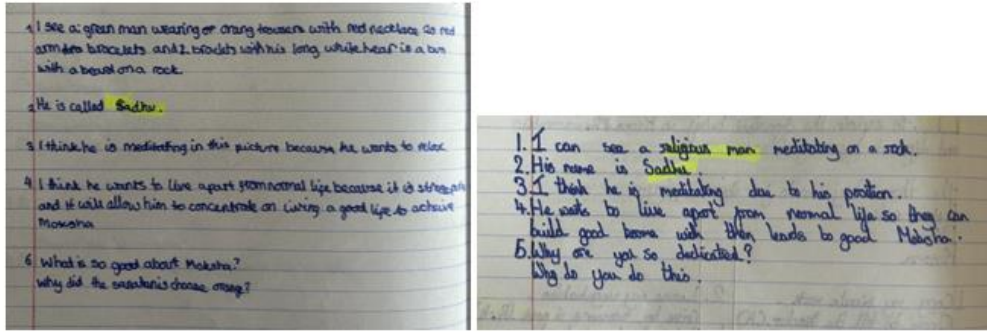 1. I see a green man wearing or orang trousers with red necklace so red
arm bracelets and 2 braclets with his long white hear is a bun
with a beard on a rock.
2 He is called Sadhu.
3 I think he is meditating in this picture because he wants to relax
4. I think he wants to live apart from normal life because it is
and it will allow him to concentrate on living a good life to achieve
Moksha
6. What is so good about Moksha?
why did the sanatanis choose orang?
1. I can see a religious man meditating on a rock.
2. His name is Sadhu.
3. I think he is meditating due to his position.
4. He wants to live apart from normal life so they can
build good with then leads to good Moksha.
5. Why are you so dedicated?
Why do you do this.